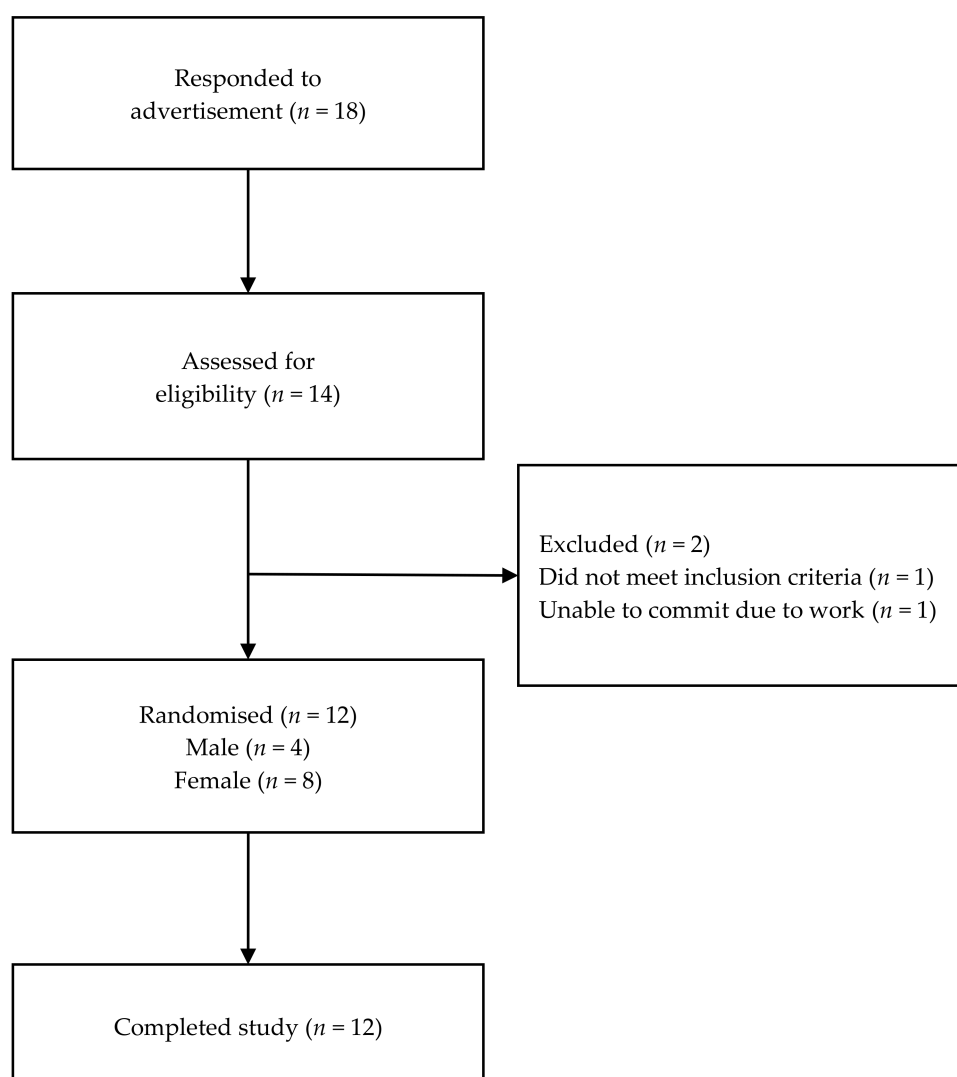 Responded to
advertisement (n = 18)
Assessed for
eligibility (n = 14)
Excluded (n = 2)
Did not meet inclusion criteria (n = 1)
Unable to commit due to work (n = 1)
Randomised (n = 12)
Male (n = 4)
Female (n = 8)
Completed study (n = 12)